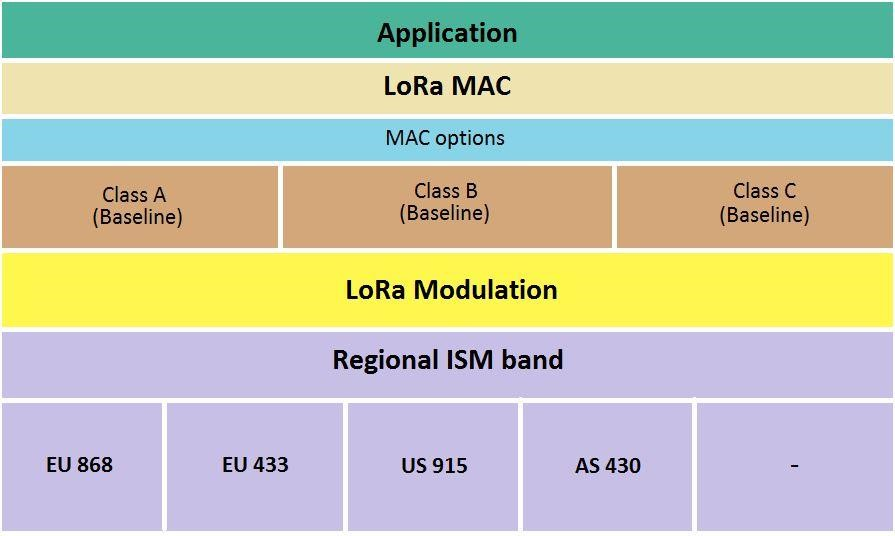 Application
LoRa MAC
MAC options
Class A
(Baseline)
Class B
(Baseline)
Class C
(Baseline)
LoRa Modulation
Regional ISM band
EU 868
EU 433
US 915
AS 430
-